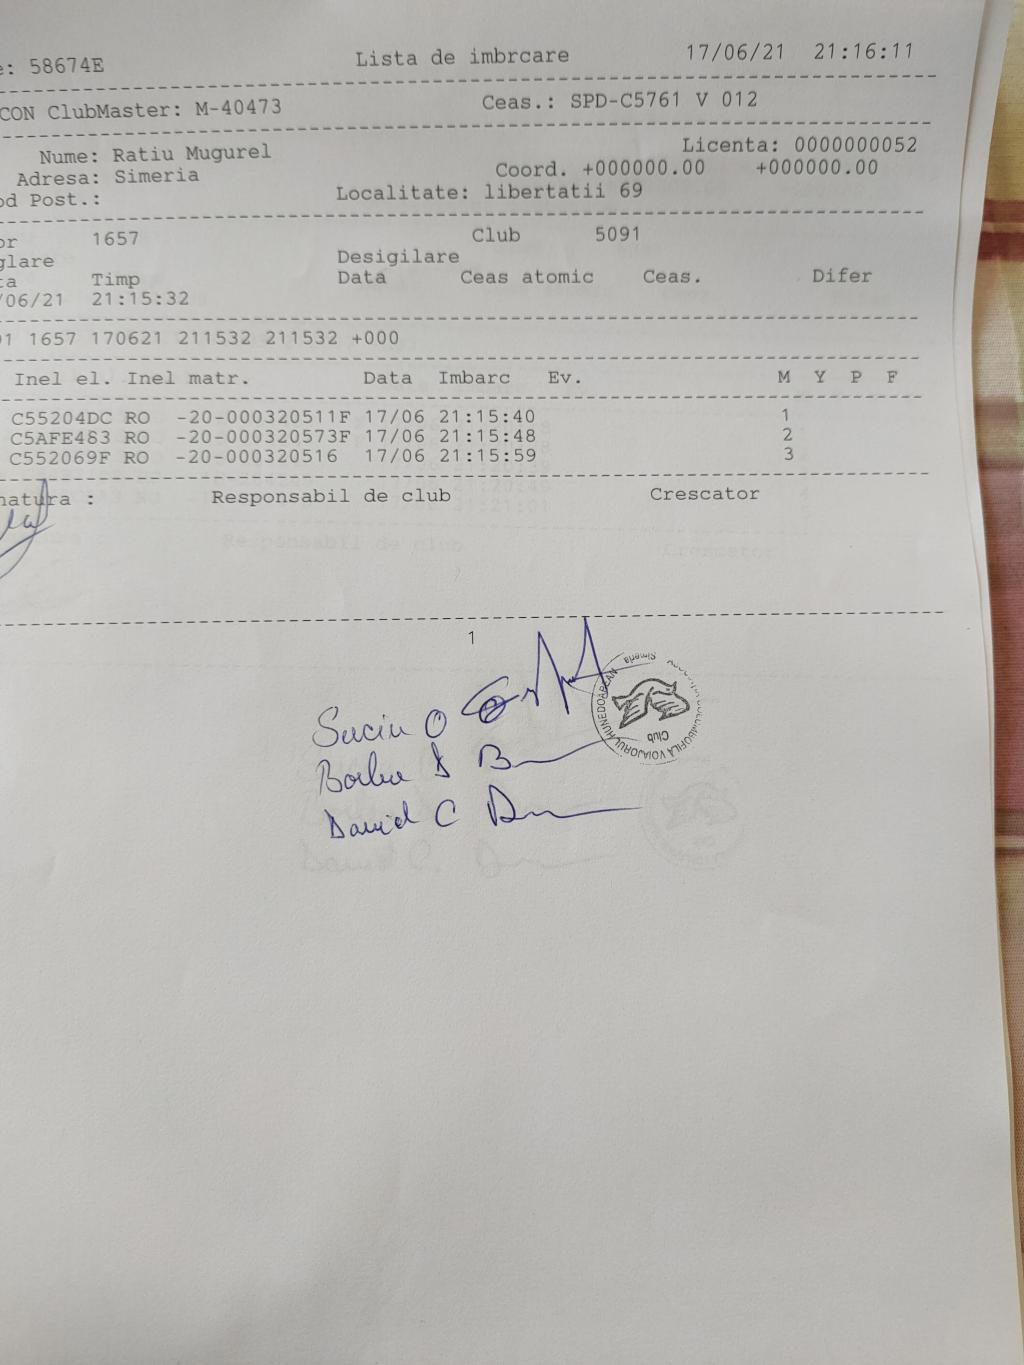 e: 58674E Lista de imbrcare 17/06/21 21:16:11
CON ClubMaster: M-40473 Ceas.: SPD-C5761 V 012
Nume: Ratiu Mugurel Licenta: 0000000052
Adresa: Simeria Coord. +000000.00 +000000.00
od Post.: Localitate: libertatii 69
or 1657 Club 5091
glare Desigilare
ta Timp Data Ceas atomic Ceas. Difer
/06/21 21:15:32
91 1657 170621 211532 211532 +000
Inel el. Inel matr. Data Imbarc Ev. M Y P F
C55204DC RO -20-000320511F 17/06 21:15:40 1
C5AFE483 RO -20-000320573F 17/06 21:15:48 2
C552069F RO -20-000320516 17/06 21:15:59 3
natura : Responsabil de club Crescator
1
Suciu O
David C
Club
VOIAJORUL HUNEDOREAN
Simeria